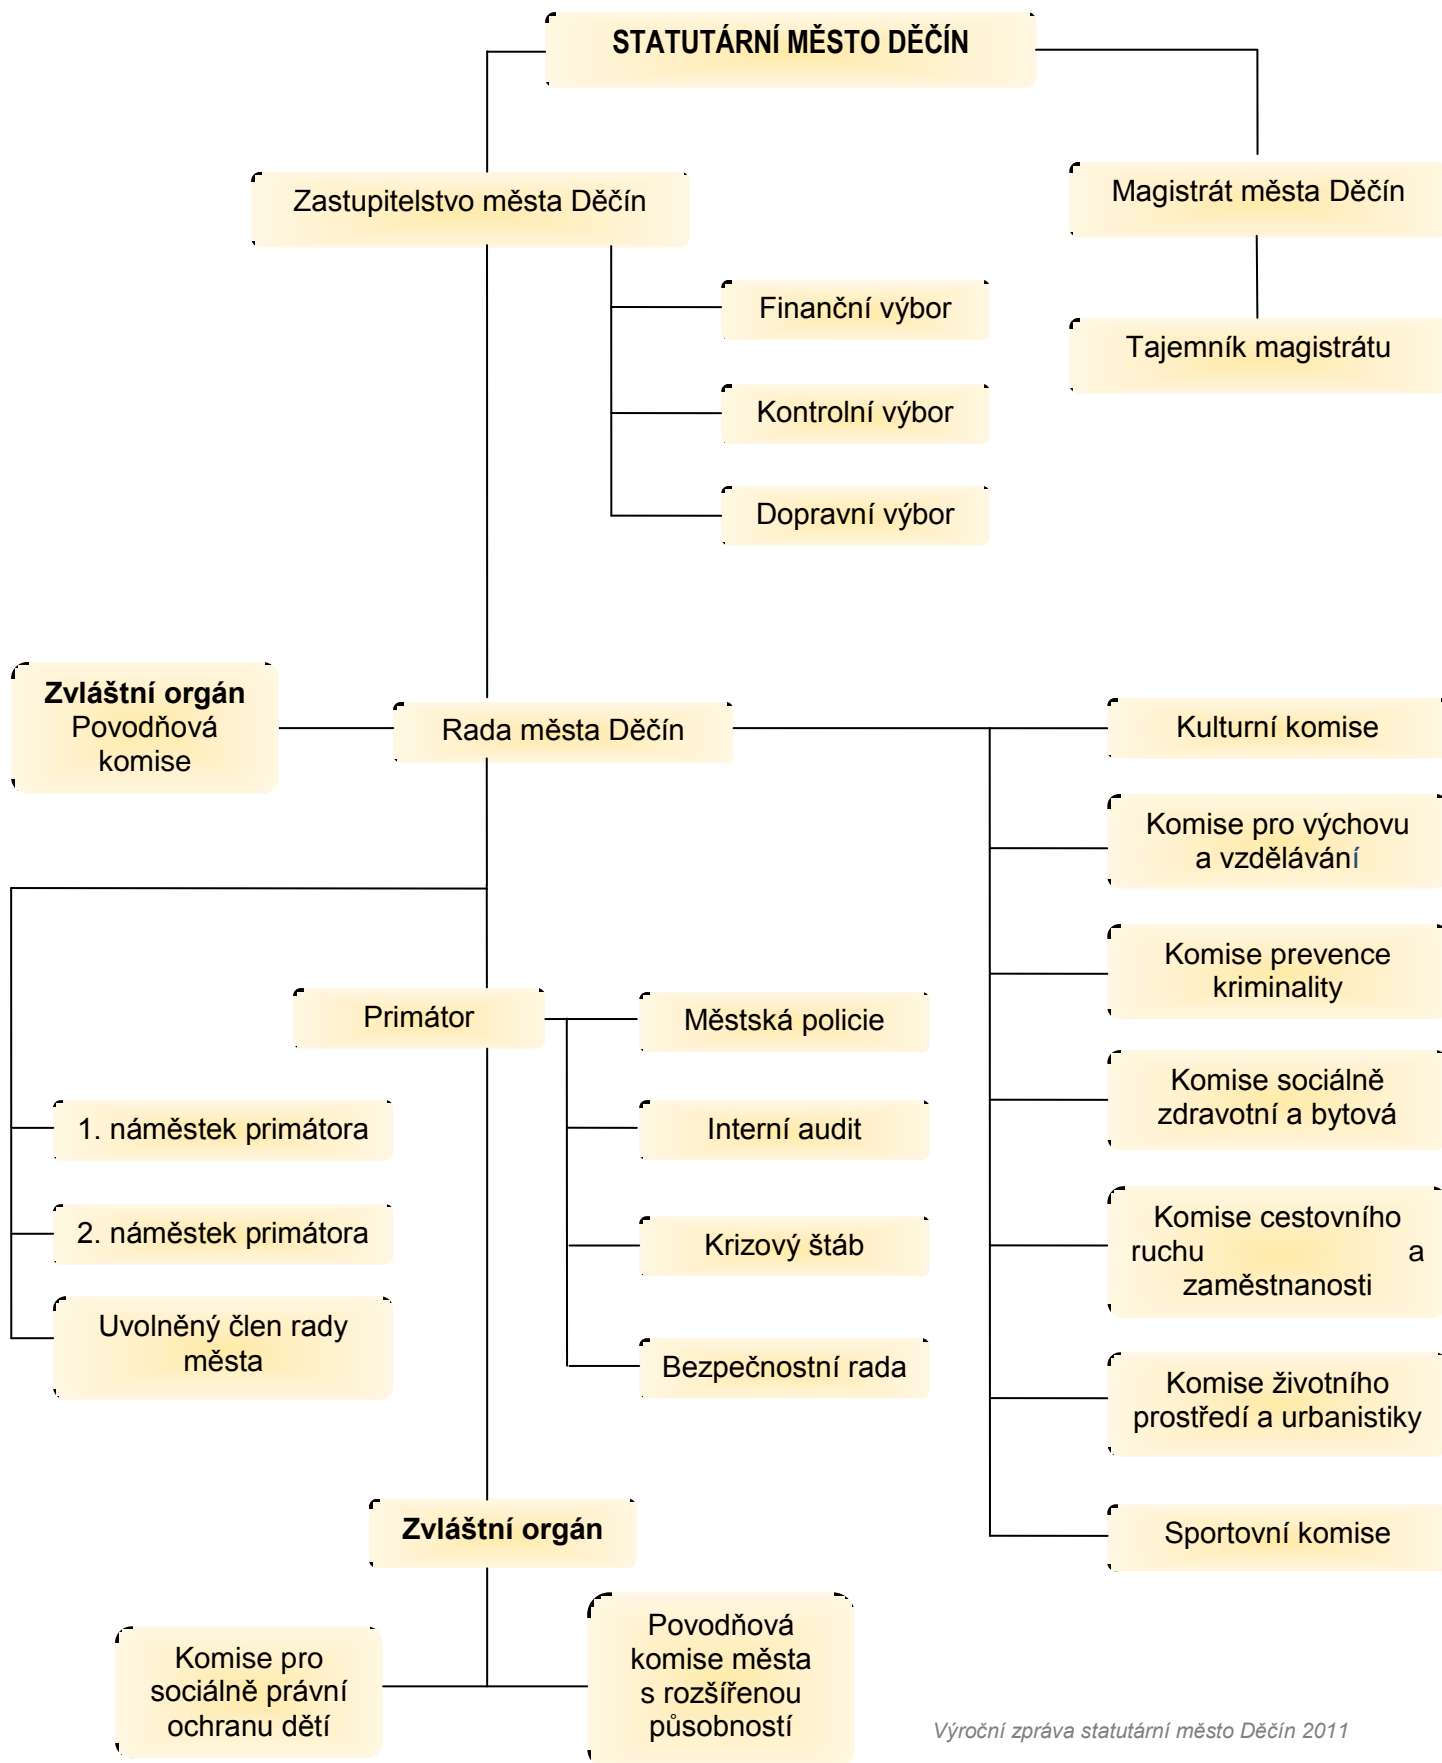 STATUTÁRNÍ MĚSTO DĚČÍN
Zastupitelstvo města Děčín
Magistrát města Děčín
Finanční výbor
Tajemník magistrátu
Kontrolní výbor
Dopravní výbor
Zvláštní orgán
Povodňová
komise
Rada města Děčín
Kulturní komise
Komise pro výchovu
a vzdělávání
Komise prevence
kriminality
Primátor
Městská policie
Komise sociálně
zdravotní a bytová
1. náměstek primátora
Interní audit
2. náměstek primátora
Krizový štáb
Komise cestovního
ruchu a
zaměstnanosti
Uvolněný člen rady
města
Bezpečnostní rada
Komise životního
prostředí a urbanistiky
Zvláštní orgán
Sportovní komise
Komise pro
sociálně právní
ochranu dětí
Povodňová
komise města
s rozšířenou
působností
Výroční zpráva statutární město Děčín 2011